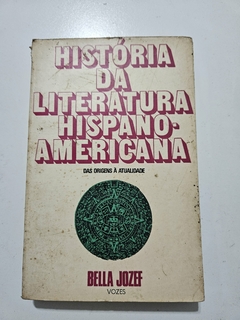 HISTÓRIA
DA
LITERATURA
HISPANO-
AMERICANA
DAS ORIGENS À ATUALIDADE
BELLA JOZEF
VOZES